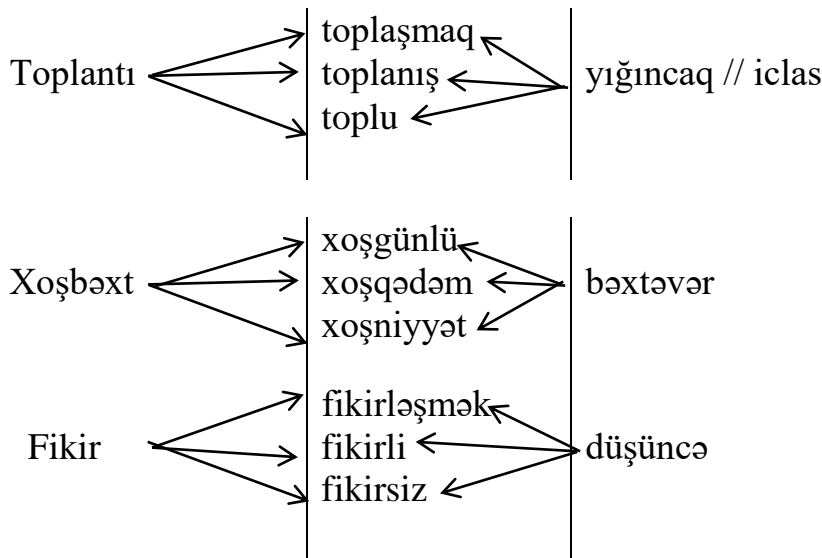 toplaşmaq
Toplantı toplanış yığıncaq // iclas
toplu
xoşgünlü
Xoşbəxt xoşqədəm bəxtəvər
xoşniyyət
fikirləşmək
Fikir fikirli düşüncə
fikirsiz